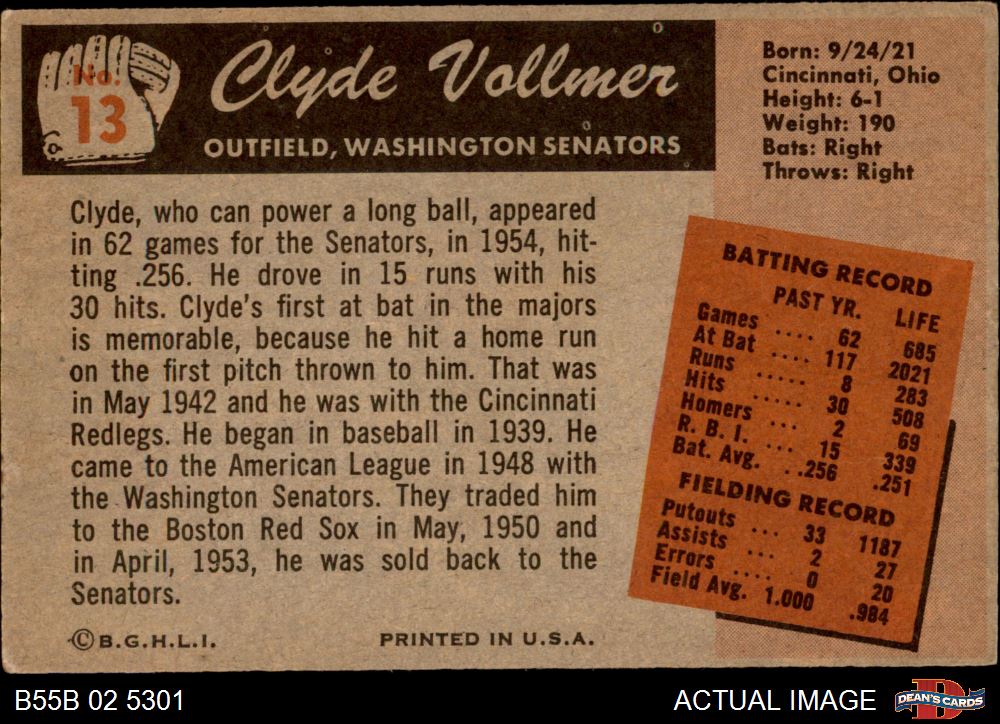 No.
13
Clyde Vollmer
OUTFIELD, WASHINGTON SENATORS
Born: 9/24/21
Cincinnati, Ohio
Height: 6-1
Weight: 190
Bats: Right
Throws: Right
Clyde, who can power a long ball, appeared
in 62 games for the Senators, in 1954, hit-
ting .256. He drove in 15 runs with his
30 hits. Clyde's first at bat in the majors
is memorable, because he hit a home run
on the first pitch thrown to him. That was
in May 1942 and he was with the Cincinnati
Redlegs. He began in baseball in 1939. He
came to the American League in 1948 with
the Washington Senators. They traded him
to the Boston Red Sox in May, 1950 and
in April, 1953, he was sold back to the
Senators.
BATTING RECORD
PAST YR. LIFE
Games .... 62 685
At Bat .... 117 2021
Runs ..... 8 283
Hits ..... 30 508
Homers ... 2 69
R. B. I. ... 15 339
Bat. Avg. ..256 .251
FIELDING RECORD
Putouts ... 33 1187
Assists ... 2 27
Errors .... 0 20
Field Avg. 1.000 .984
©B.G.H.L.I. PRINTED IN U.S.A.
B55B 02 5301
ACTUAL IMAGE
D
DEAN'S CARDS